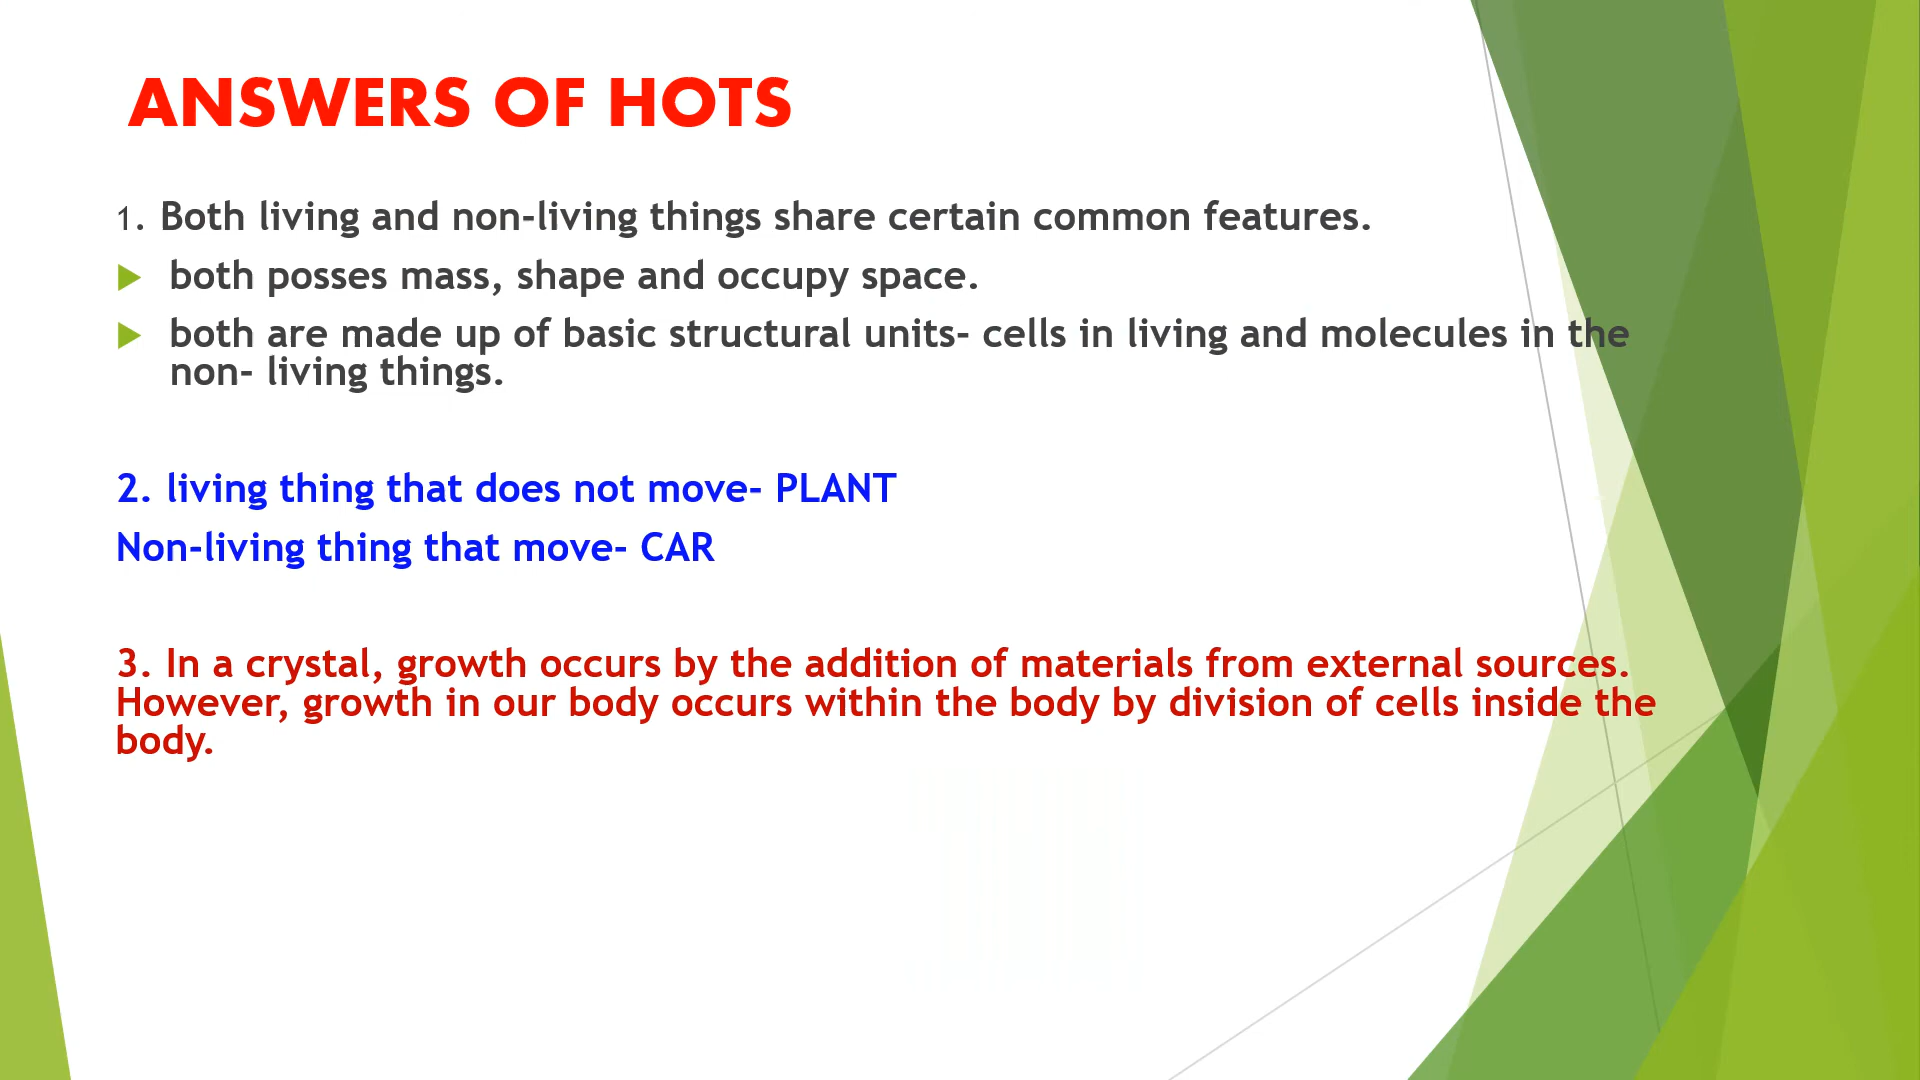 ANSWERS OF HOTS
1. Both living and non-living things share certain common features.
both posses mass, shape and occupy space.
both are made up of basic structural units- cells in living and molecules in the
non- living things.
2. living thing that does not move- PLANT
Non-living thing that move- CAR
3. In a crystal, growth occurs by the addition of materials from external sources.
However, growth in our body occurs within the body by division of cells inside the
body.